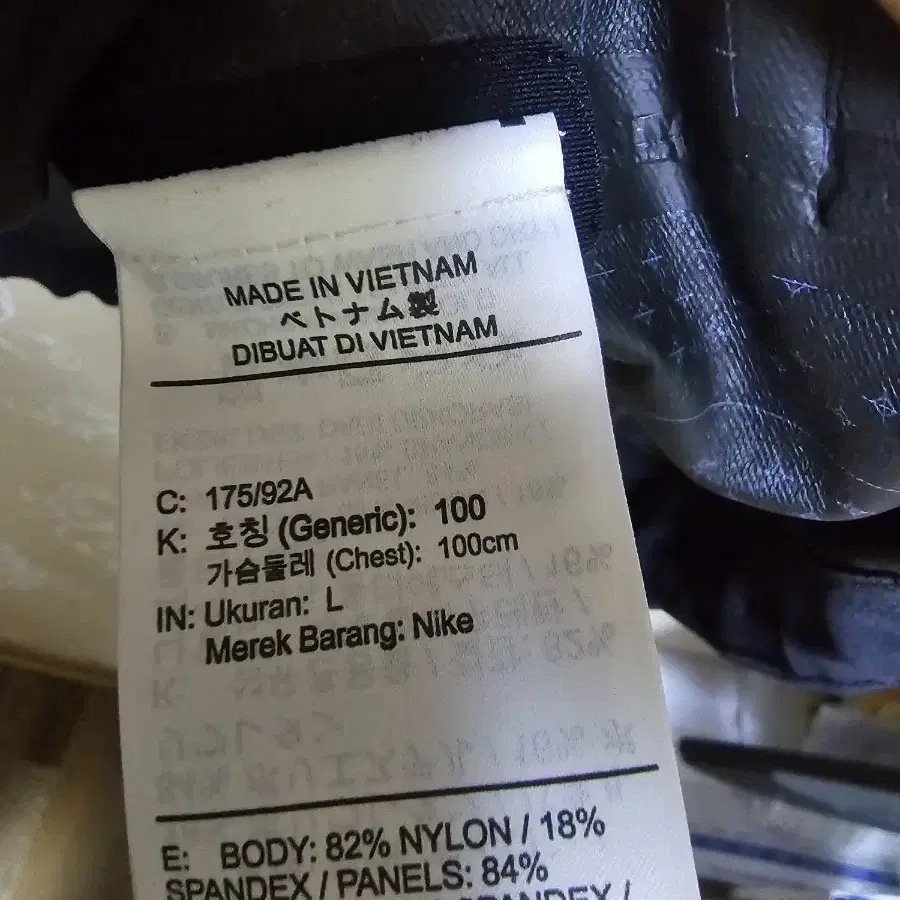 MADE IN VIETNAM
ベトナム製
DIBUAT DI VIETNAM
C: 175/92A
K: 호칭 (Generic): 100
가슴둘레 (Chest): 100cm
IN: Ukuran: L
Merek Barang: Nike
E: BODY: 82% NYLON / 18%
SPANDEX / PANELS: 84%
SPANDEX /